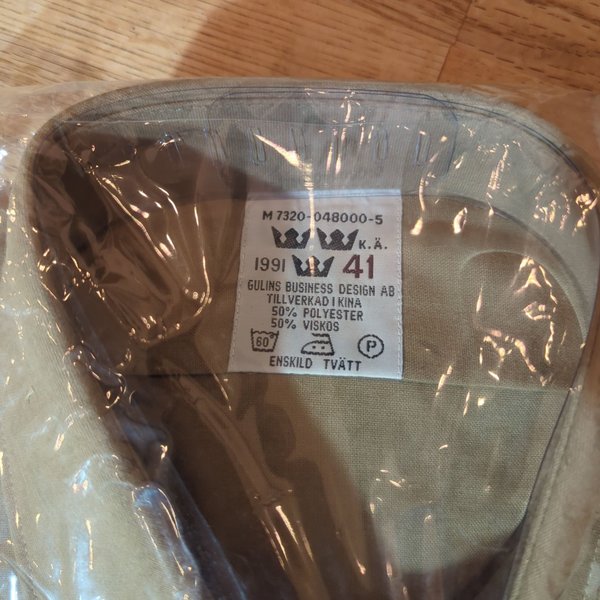 M 7320-048000-5
K.Ä.
1991 41
GULINS BUSINESS DESIGN AB
TILLVERKAD I KINA
50% POLYESTER
50% VISKOS
60 P
ENSKILD TVÄTT